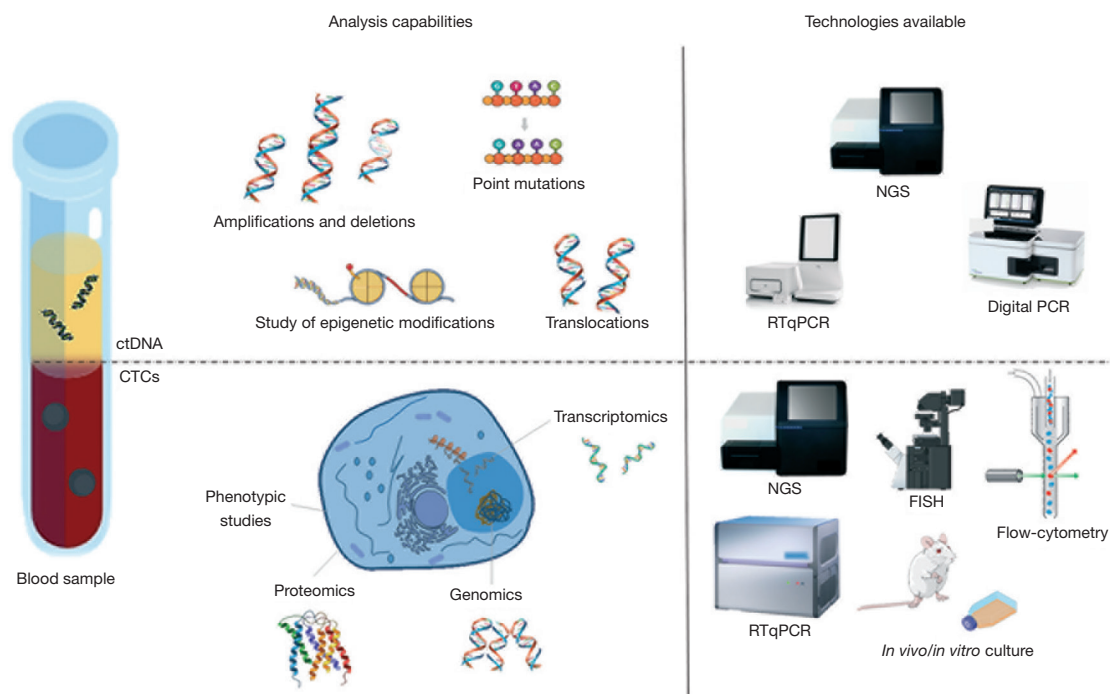 Analysis capabilities
Technologies available
G T A C
G A A C
Point mutations
NGS
Amplifications and deletions
Study of epigenetic modifications
Translocations
RTqPCR
Digital PCR
ctDNA
CTCs
Transcriptomics
Phenotypic
studies
NGS
FISH
Flow-cytometry
Blood sample
Proteomics
Genomics
RTqPCR
In vivo/in vitro culture